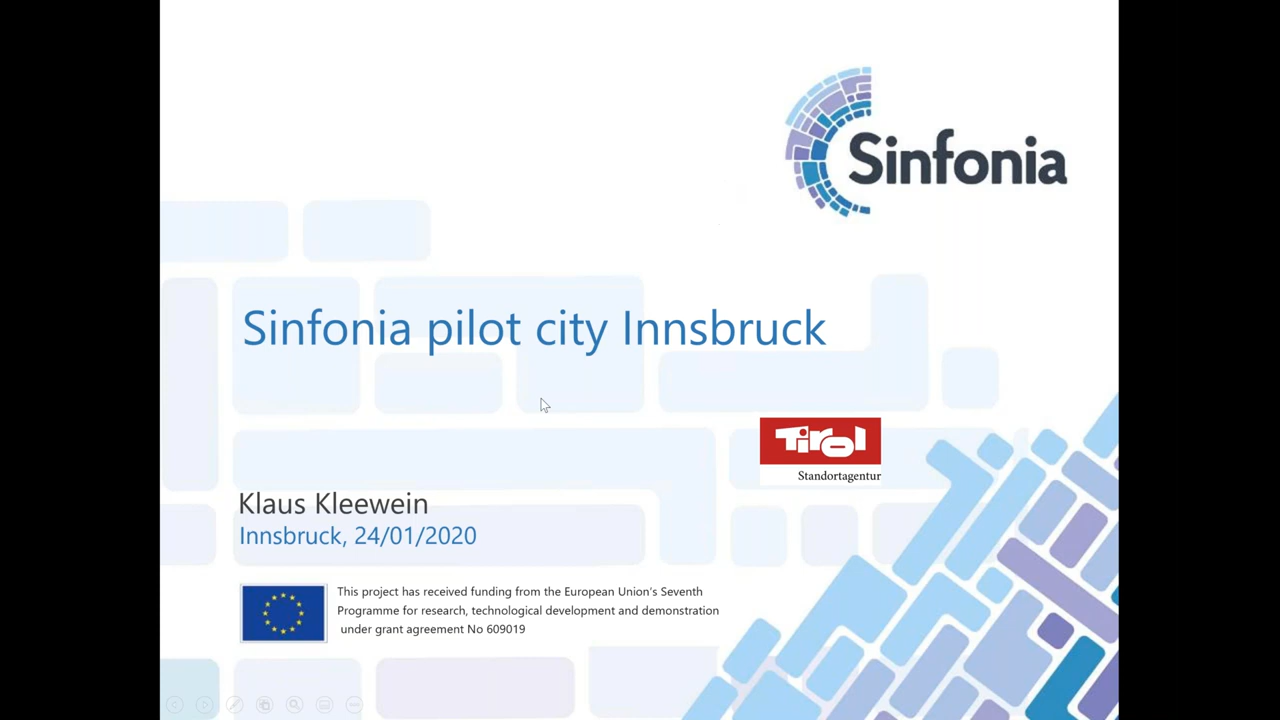 Sinfonia
Sinfonia pilot city Innsbruck
Tirol
Standortagentur
Klaus Kleewein
Innsbruck, 24/01/2020
This project has received funding from the European Union's Seventh
Programme for research, technological development and demonstration
under grant agreement No 609019